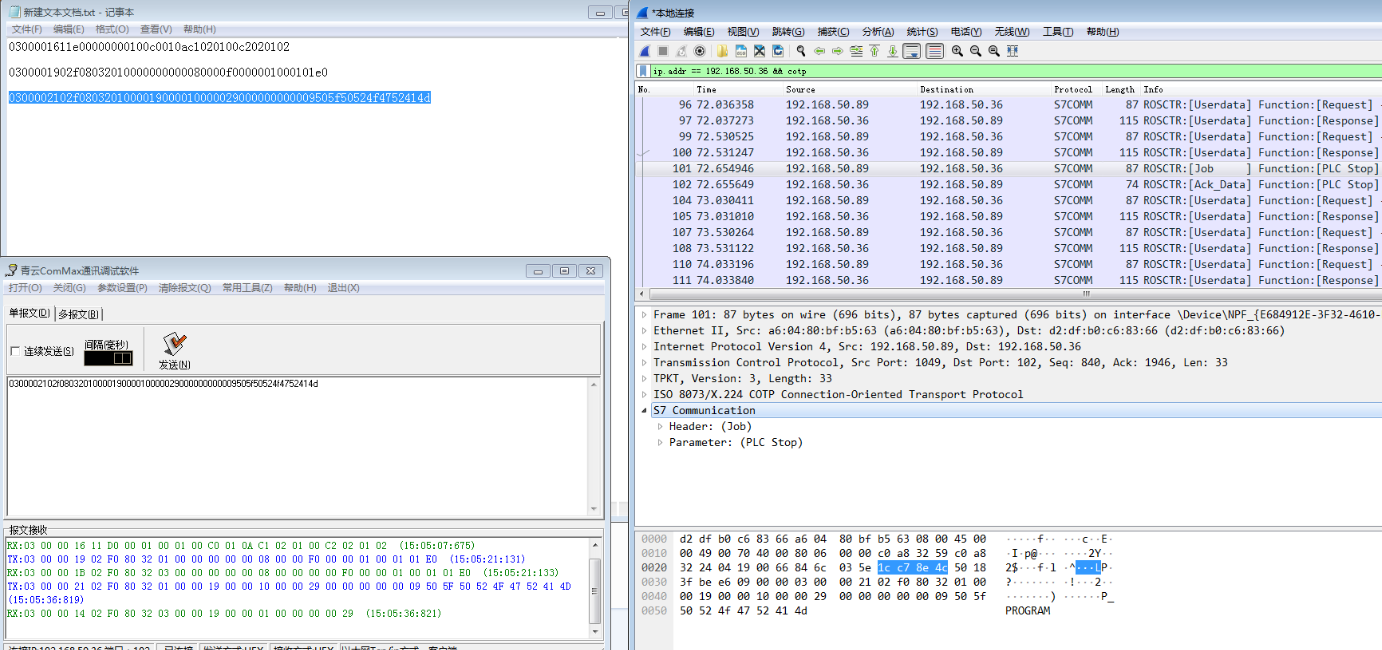 新建文本文档.txt - 记事本
文件(F) 编辑(E) 格式(O) 查看(V) 帮助(H)
0300001611e00000000100c0010ac1020100c2020102
0300001902f08032010000000000080000f0000001000101e0
0300002102f0803201000019000010000029000000000009505f50524f4752414d
青云ComMax通讯调试软件
打开(O) 关闭(G) 参数设置(P) 清除报文(Q) 常用工具(Z) 帮助(H) 退出(X)
单报文(D) 多报文(B)
连续发送(S) 间隔(毫秒) 发送(N)
0300002102f0803201000019000010000029000000000009505f50524f4752414d
报文接收
RX:03 00 00 16 11 D0 00 01 00 01 00 C0 01 0A C1 02 01 00 C2 02 01 02 (15:05:07:675)
TX:03 00 00 19 02 F0 80 32 01 00 00 00 00 00 08 00 00 F0 00 00 01 00 01 01 E0 (15:05:21:131)
RX:03 00 00 1B 02 F0 80 32 03 00 00 00 00 00 08 00 00 00 00 F0 00 00 01 00 01 01 E0 (15:05:21:133)
TX:03 00 00 21 02 F0 80 32 01 00 00 19 00 00 10 00 00 29 00 00 00 00 00 09 50 5F 50 52 4F 47 52 41 4D
(15:05:36:819)
RX:03 00 00 14 02 F0 80 32 03 00 00 19 00 00 01 00 00 00 00 29 (15:05:36:821)
*本地连接
文件(F) 编辑(E) 视图(V) 跳转(G) 捕获(C) 分析(A) 统计(S) 电话(Y) 无线(W) 工具(T) 帮助(H)
ip.addr == 192.168.50.36 && cotp
No. Time Source Destination Protocol Length Info
96 72.036358 192.168.50.89 192.168.50.36 S7COMM 87 ROSCTR:[Userdata] Function:[Request]
97 72.037273 192.168.50.36 192.168.50.89 S7COMM 115 ROSCTR:[Userdata] Function:[Response]
99 72.530525 192.168.50.89 192.168.50.36 S7COMM 87 ROSCTR:[Userdata] Function:[Request]
100 72.531247 192.168.50.36 192.168.50.89 S7COMM 115 ROSCTR:[Userdata] Function:[Response]
101 72.654946 192.168.50.89 192.168.50.36 S7COMM 87 ROSCTR:[Job ] Function:[PLC Stop]
102 72.655649 192.168.50.36 192.168.50.89 S7COMM 74 ROSCTR:[Ack_Data] Function:[PLC Stop]
104 73.030411 192.168.50.89 192.168.50.36 S7COMM 87 ROSCTR:[Userdata] Function:[Request]
105 73.031010 192.168.50.36 192.168.50.89 S7COMM 115 ROSCTR:[Userdata] Function:[Response]
107 73.530264 192.168.50.89 192.168.50.36 S7COMM 87 ROSCTR:[Userdata] Function:[Request]
108 73.531122 192.168.50.36 192.168.50.89 S7COMM 115 ROSCTR:[Userdata] Function:[Response]
110 74.033196 192.168.50.89 192.168.50.36 S7COMM 87 ROSCTR:[Userdata] Function:[Request]
111 74.033840 192.168.50.36 192.168.50.89 S7COMM 115 ROSCTR:[Userdata] Function:[Response]
Frame 101: 87 bytes on wire (696 bits), 87 bytes captured (696 bits) on interface \Device\NPF_{E684912E-3F32-4610-
Ethernet II, Src: a6:04:80:bf:b5:63 (a6:04:80:bf:b5:63), Dst: d2:df:b0:c6:83:66 (d2:df:b0:c6:83:66)
Internet Protocol Version 4, Src: 192.168.50.89, Dst: 192.168.50.36
Transmission Control Protocol, Src Port: 1049, Dst Port: 102, Seq: 840, Ack: 1946, Len: 33
TPKT, Version: 3, Length: 33
ISO 8073/X.224 COTP Connection-Oriented Transport Protocol
S7 Communication
Header: (Job)
Parameter: (PLC Stop)
0000 d2 df b0 c6 83 66 a6 04 80 bf b5 63 08 00 45 00 ·····f·· ···c··E·
0010 00 49 00 70 40 00 80 06 00 00 c0 a8 32 59 c0 a8 ·I·p@··· ····2Y··
0020 32 24 04 19 00 66 84 6c 03 5e 1c c7 8e 4c 50 18 2$···f·l ·^···LP·
0030 3f be e6 09 00 00 03 00 00 21 02 f0 80 32 01 00 ?······· ·!···2··
0040 00 19 00 00 10 00 00 29 00 00 00 00 00 09 50 5f ·······) ······P_
0050 50 52 4f 47 52 41 4d PROGRAM